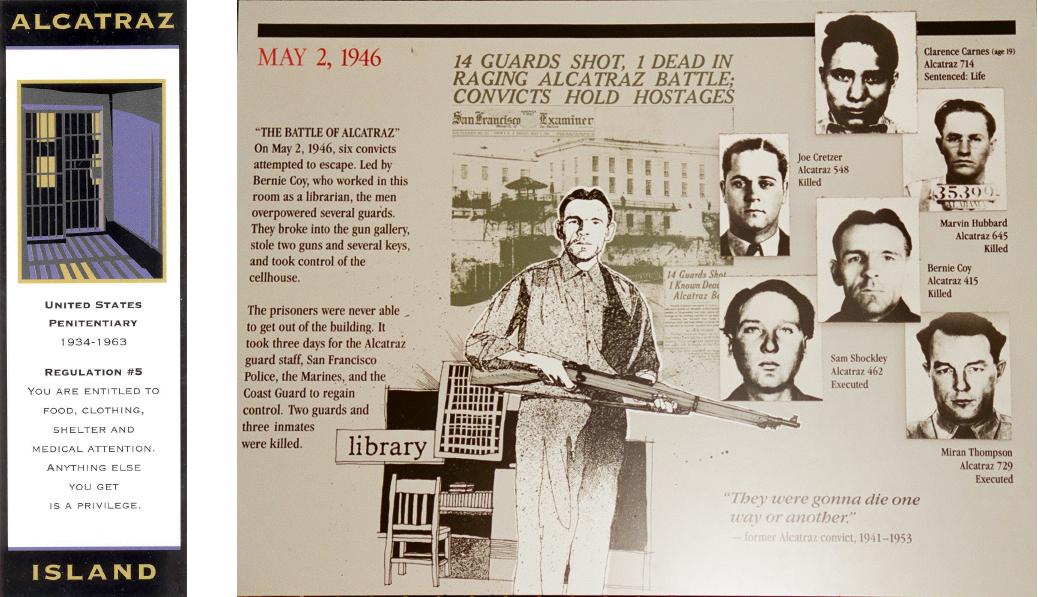 ALCATRAZ
UNITED STATES
PENITENTIARY
1934-1963
REGULATION #5
YOU ARE ENTITLED TO
FOOD, CLOTHING,
SHELTER AND
MEDICAL ATTENTION.
ANYTHING ELSE
YOU GET
IS A PRIVILEGE.
ISLAND
MAY 2, 1946
"THE BATTLE OF ALCATRAZ"
On May 2, 1946, six convicts
attempted to escape. Led by
Bernie Coy, who worked in this
room as a librarian, the men
overpowered several guards.
They broke into the gun gallery,
stole two guns and several keys,
and took control of the
cellhouse.
The prisoners were never able
to get out of the building. It
took three days for the Alcatraz
guard staff, San Francisco
Police, the Marines, and the
Coast Guard to regain
control. Two guards and
three inmates
were killed.
library
14 GUARDS SHOT, 1 DEAD IN
RAGING ALCATRAZ BATTLE;
CONVICTS HOLD HOSTAGES
San Francisco Examiner
14 Guards Shot,
1 Known Dead
Alcatraz
Clarence Carnes (age 19)
Alcatraz 714
Sentenced: Life
Joe Cretzer
Alcatraz 548
Killed
35399
Marvin Hubbard
Alcatraz 645
Killed
Bernie Coy
Alcatraz 415
Killed
Sam Shockley
Alcatraz 462
Executed
Miran Thompson
Alcatraz 729
Executed
"They were gonna die one
way or another."
— former Alcatraz convict, 1941–1953